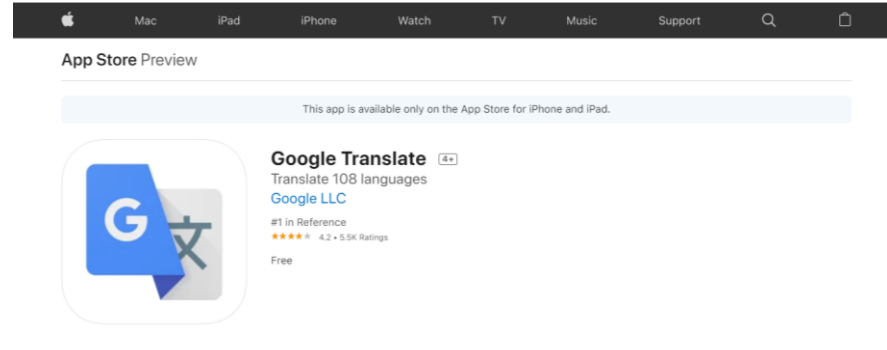 Mac iPad iPhone Watch TV Music Support
App Store Preview
This app is available only on the App Store for iPhone and iPad.
Google Translate 4+
Translate 108 languages
Google LLC
#1 in Reference
★★★★★ 4.2 • 5.5K Ratings
Free
G 文